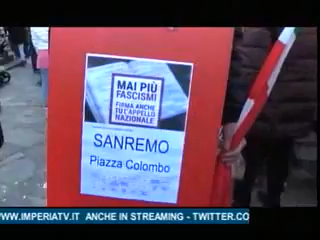 MAI PIÙ
FASCISMI
FIRMA ANCHE
TU L'APPELLO
NAZIONALE
SANREMO
Piazza Colombo
WWW.IMPERIATV.IT ANCHE IN STREAMING - TWITTER.CO